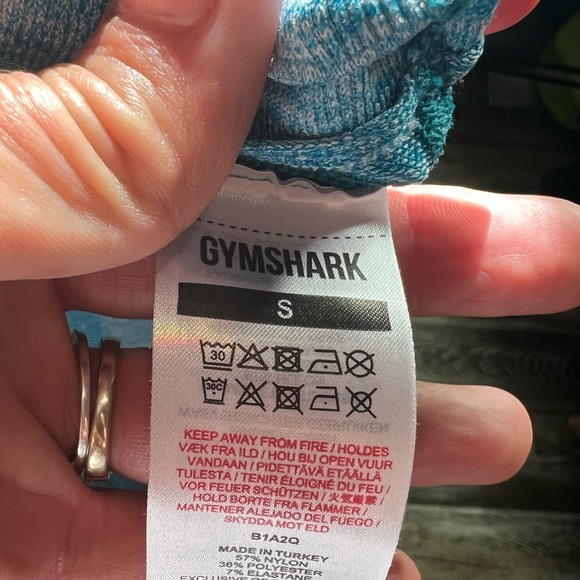 GYMSHARK
S
30
30C
KEEP AWAY FROM FIRE / HOLDES
VÆK FRA ILD / HOU BIJ OPEN VUUR
VANDAAN / PIDETTÄVÄ ETÄÄLLÄ
TULESTA / TENIR ÉLOIGNÉ DU FEU /
VOR FEUER SCHÜTZEN / 火気厳禁
HOLD BORTE FRA FLAMMER /
MANTENER ALEJADO DEL FUEGO /
SKYDDA MOT ELD
B1A2Q
MADE IN TURKEY
57% NYLON
36% POLYESTER
7% ELASTANE